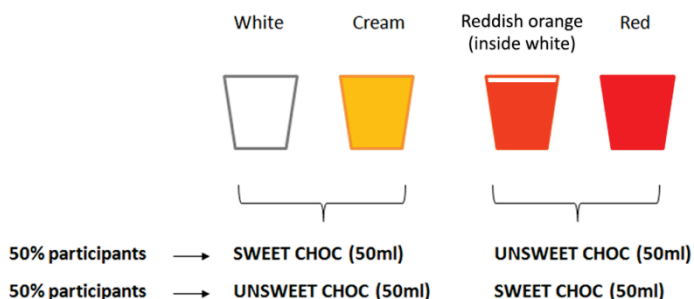 White
Cream
Reddish orange
(inside white)
Red
50% participants
SWEET CHOC (50ml)
UNSWEET CHOC (50ml)
50% participants
UNSWEET CHOC (50ml)
SWEET CHOC (50ml)